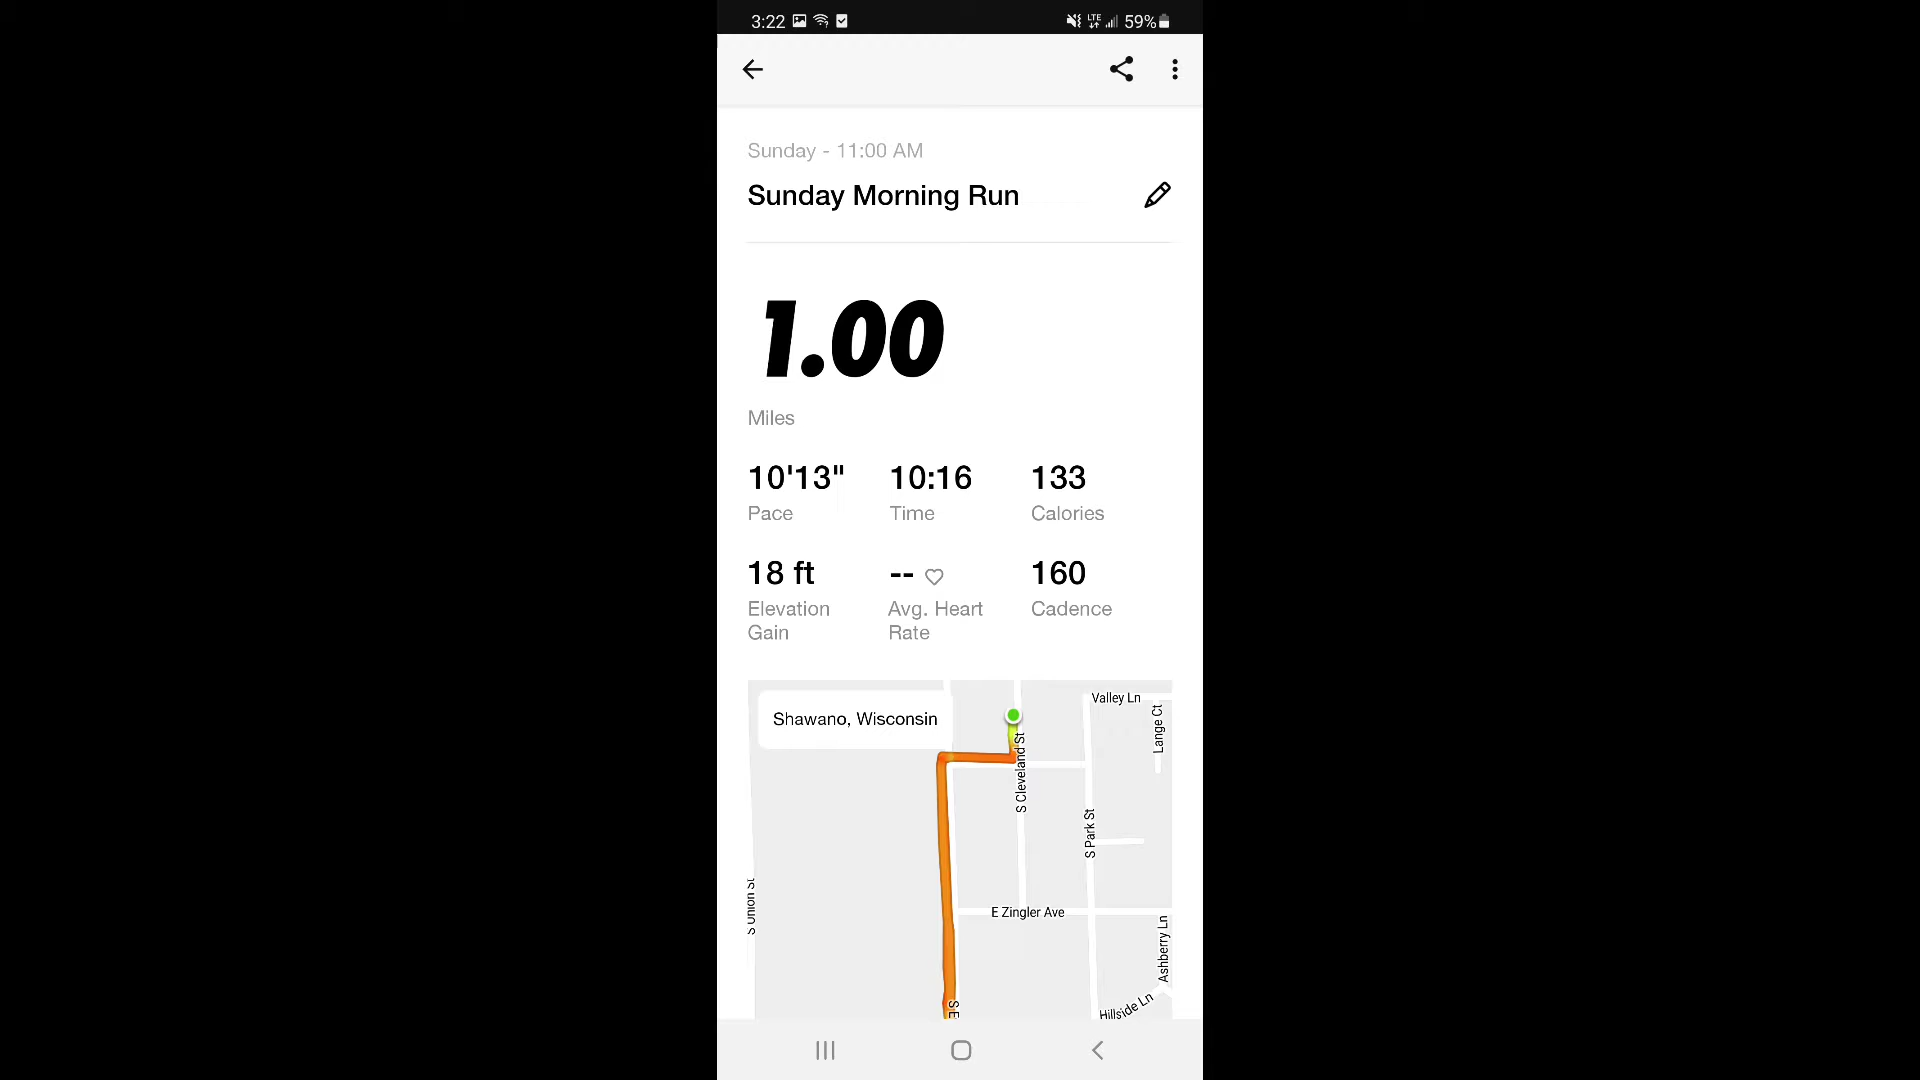 3:22 LTE 59%
Sunday - 11:00 AM
Sunday Morning Run
1.00
Miles
10'13" 10:16 133
Pace Time Calories
18 ft -- 160
Elevation Gain Avg. Heart Rate Cadence
Shawano, Wisconsin
Valley Ln
Lange Ct
S Cleveland St
S Park St
S Union St
E Zingler Ave
Ashberry Ln
Hillside Ln
S E